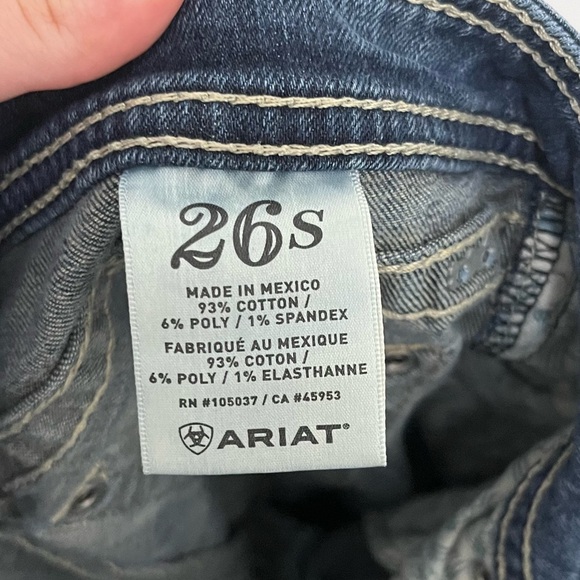 26S
MADE IN MEXICO
93% COTTON /
6% POLY / 1% SPANDEX
FABRIQUÉ AU MEXIQUE
93% COTON /
6% POLY / 1% ELASTHANNE
RN #105037 / CA #45953
ARIAT®